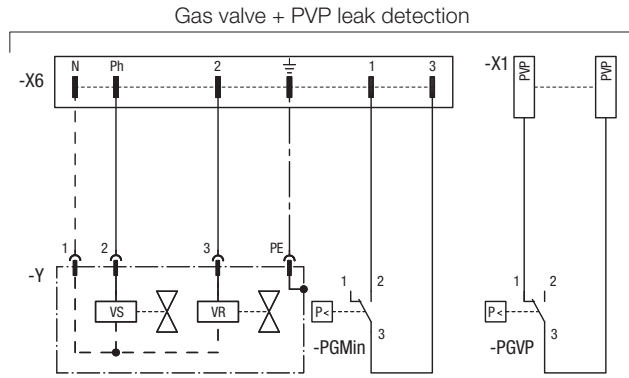 Gas valve + PVP leak detection
-X6 N Ph 2 1 3
-X1 PVP PVP
-Y 1 2 3 PE
VS VR
P< 1 2 3
-PGMin
P< 1 2 3
-PGVP